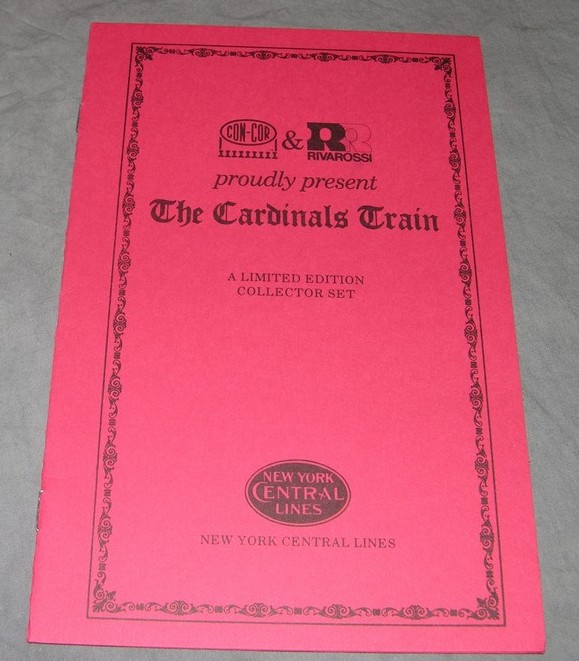 CON-COR & RR RIVAROSSI
proudly present
The Cardinals Train
A LIMITED EDITION
COLLECTOR SET
NEW YORK
CENTRAL
LINES
NEW YORK CENTRAL LINES